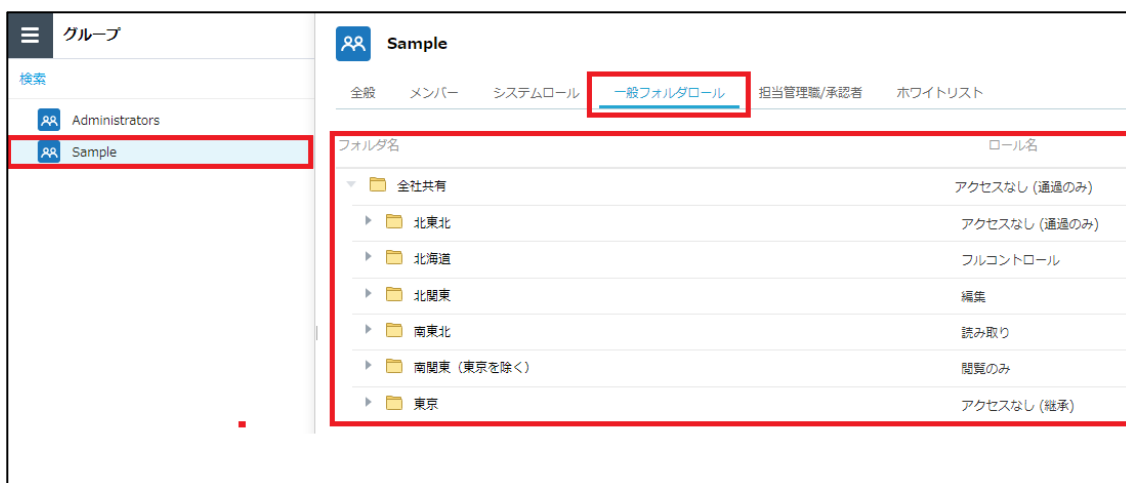 グループ
検索
Administrators
Sample
Sample
全般 メンバー システムロール 一般フォルダロール 担当管理職/承認者 ホワイトリスト
フォルダ名 ロール名
全社共有 アクセスなし (通過のみ)
北東北 アクセスなし (通過のみ)
北海道 フルコントロール
北関東 編集
南東北 読み取り
南関東（東京を除く）閲覧のみ
東京 アクセスなし (継承)